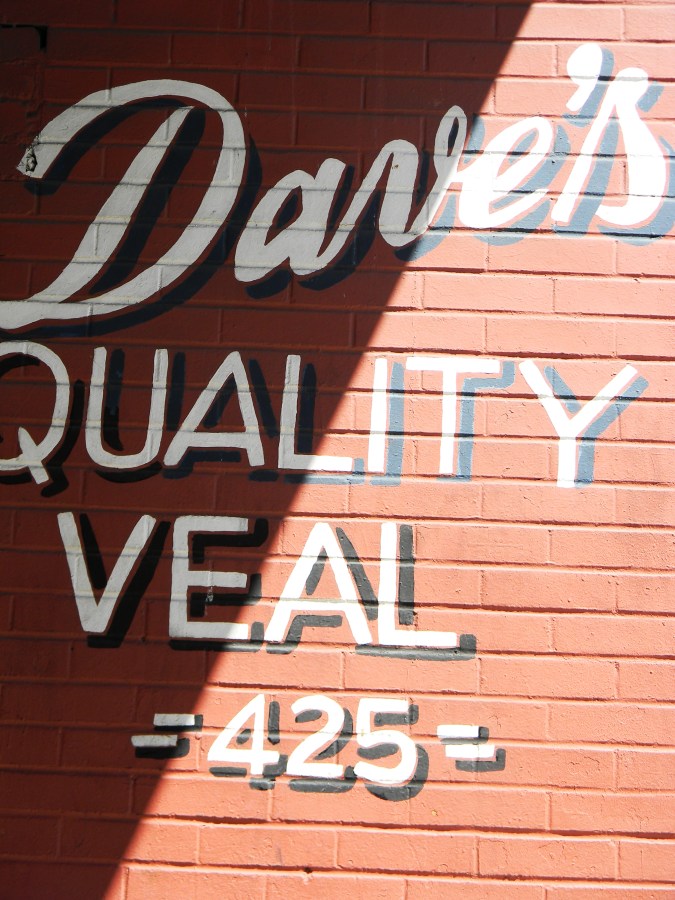 Dave's
QUALITY
VEAL
=425=